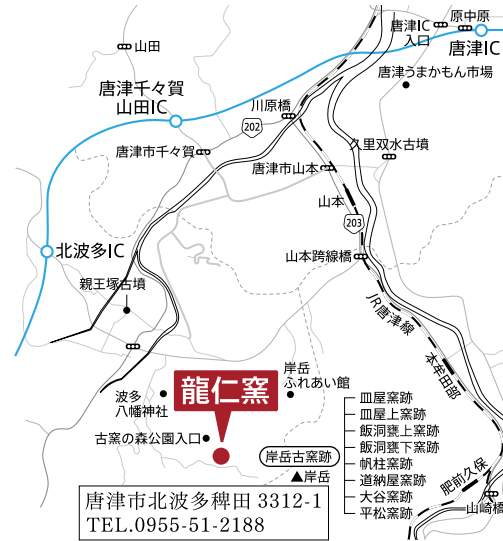 唐津IC
入口
原中原
唐津IC
山田
唐津うまかもん市場
唐津千々賀
山田IC
川原橋
202
久里双水古墳
唐津市千々賀
唐津市山本
山本
203
北波多IC
山本跨線橋
親王塚古墳
JR唐津線
本牟田部
岸岳
ふれあい館
龍仁窯
波多
八幡神社
古窯の森公園入口
岸岳古窯跡
皿屋窯跡
皿屋上窯跡
飯洞甕上窯跡
飯洞甕下窯跡
帆柱窯跡
道納屋窯跡
大谷窯跡
平松窯跡
▲岸岳
肥前久保
山崎橋
唐津市北波多稗田 3312-1
TEL.0955-51-2188